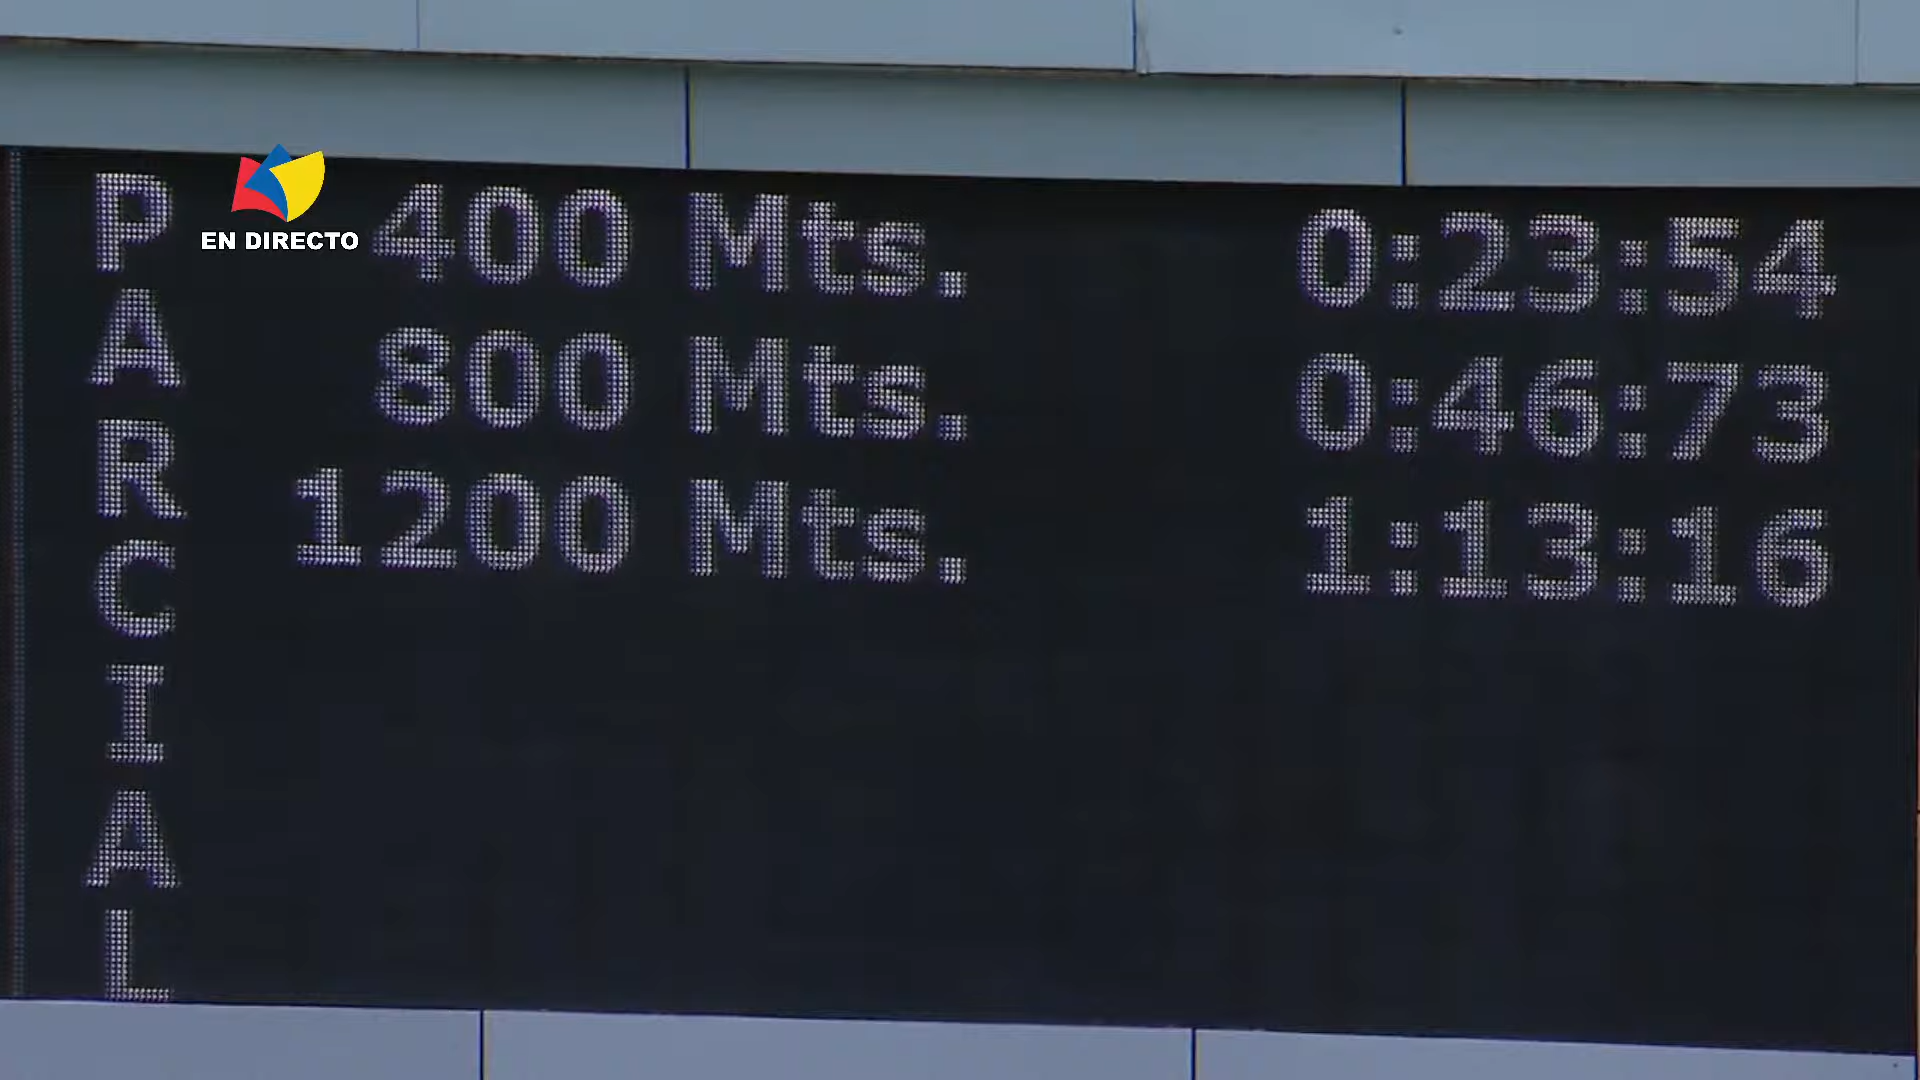 PARCIAL
EN DIRECTO
400 Mts. 0:23:54
800 Mts. 0:46:73
1200 Mts. 1:13:16